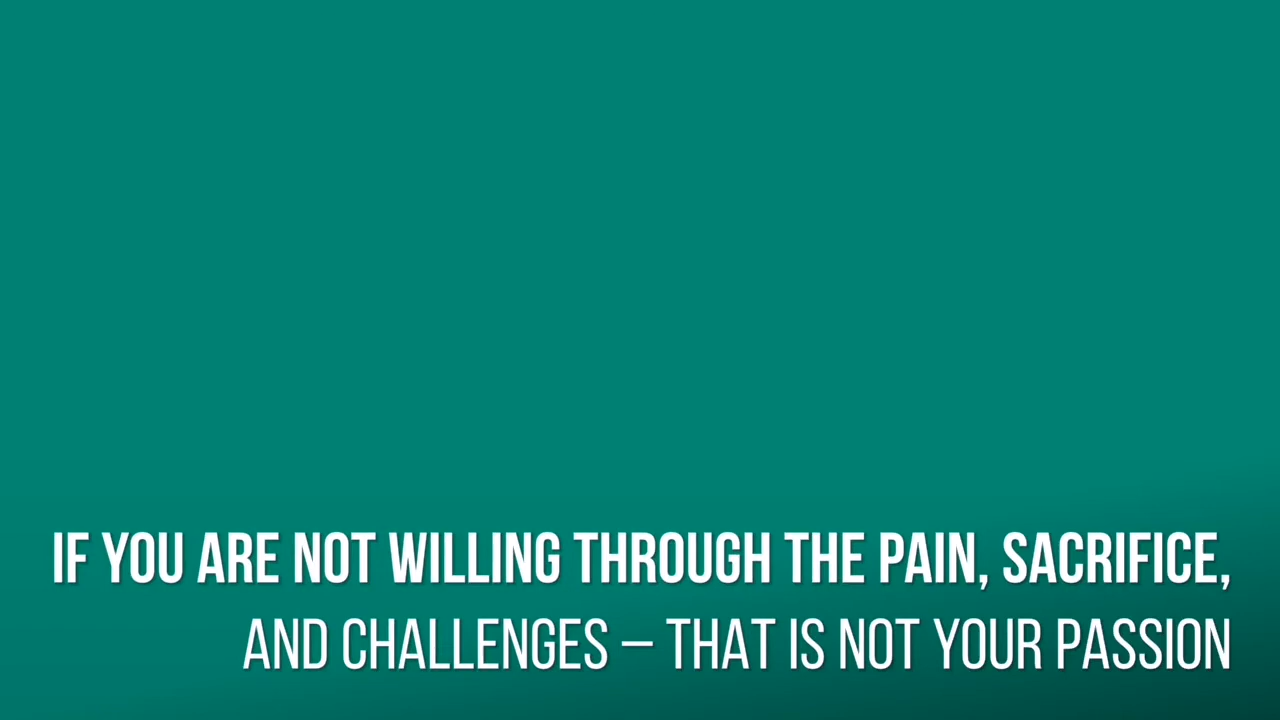 IF YOU ARE NOT WILLING THROUGH THE PAIN, SACRIFICE,
AND CHALLENGES – THAT IS NOT YOUR PASSION